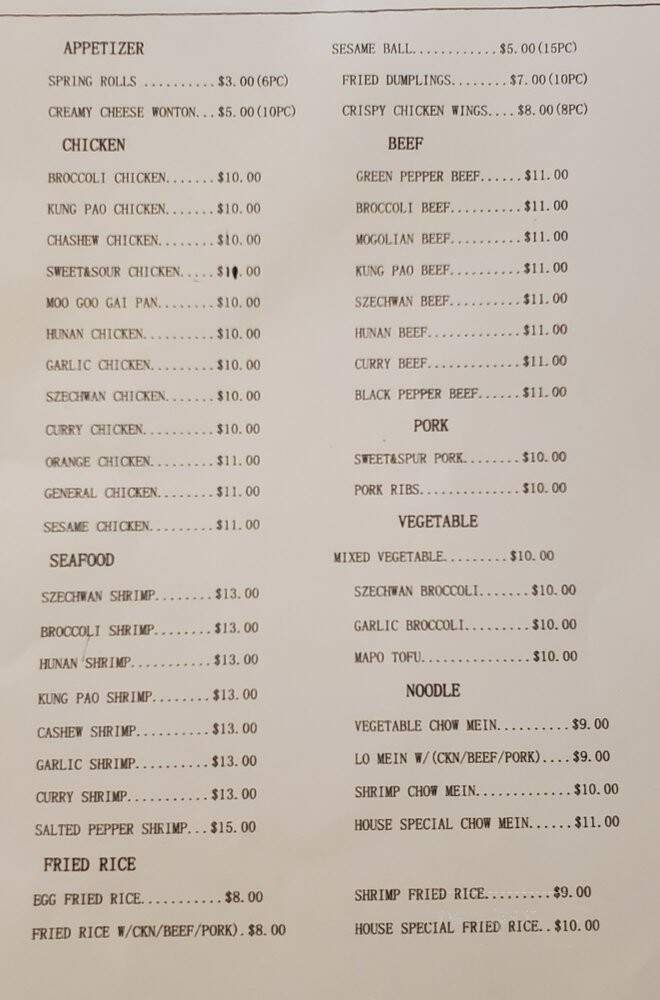 APPETIZER
SPRING ROLLS ..........$3.00(6PC)
CREAMY CHEESE WONTON...$5.00(10PC)
CHICKEN
BROCCOLI CHICKEN.......$10.00
KUNG PAO CHICKEN.......$10.00
CHASHEW CHICKEN........$10.00
SWEET&SOUR CHICKEN.....$10.00
MOO GOO GAI PAN........$10.00
HUNAN CHICKEN..........$10.00
GARLIC CHICKEN.........$10.00
SZECHWAN CHICKEN.......$10.00
CURRY CHICKEN..........$10.00
ORANGE CHICKEN.........$11.00
GENERAL CHICKEN........$11.00
SESAME CHICKEN.........$11.00
SEAFOOD
SZECHWAN SHRIMP........$13.00
BROCCOLI SHRIMP........$13.00
HUNAN SHRIMP...........$13.00
KUNG PAO SHRIMP........$13.00
CASHEW SHRIMP..........$13.00
GARLIC SHRIMP..........$13.00
CURRY SHRIMP...........$13.00
SALTED PEPPER SHRIMP...$15.00
FRIED RICE
EGG FRIED RICE...........$8.00
FRIED RICE W/CKN/BEEF/PORK).$8.00
SESAME BALL............$5.00(15PC)
FRIED DUMPLINGS........$7.00(10PC)
CRISPY CHICKEN WINGS....$8.00(8PC)
BEEF
GREEN PEPPER BEEF......$11.00
BROCCOLI BEEF..........$11.00
MOGOLIAN BEEF..........$11.00
KUNG PAO BEEF..........$11.00
SZECHWAN BEEF..........$11.00
HUNAN BEEF.............$11.00
CURRY BEEF.............$11.00
BLACK PEPPER BEEF......$11.00
PORK
SWEET&SPUR PORK........$10.00
PORK RIBS..............$10.00
VEGETABLE
MIXED VEGETABLE.........$10.00
SZECHWAN BROCCOLI.......$10.00
GARLIC BROCCOLI.........$10.00
MAPO TOFU...............$10.00
NOODLE
VEGETABLE CHOW MEIN..........$9.00
LO MEIN W/(CKN/BEEF/PORK)....$9.00
SHRIMP CHOW MEIN.............$10.00
HOUSE SPECIAL CHOW MEIN......$11.00
SHRIMP FRIED RICE.........$9.00
HOUSE SPECIAL FRIED RICE..$10.00